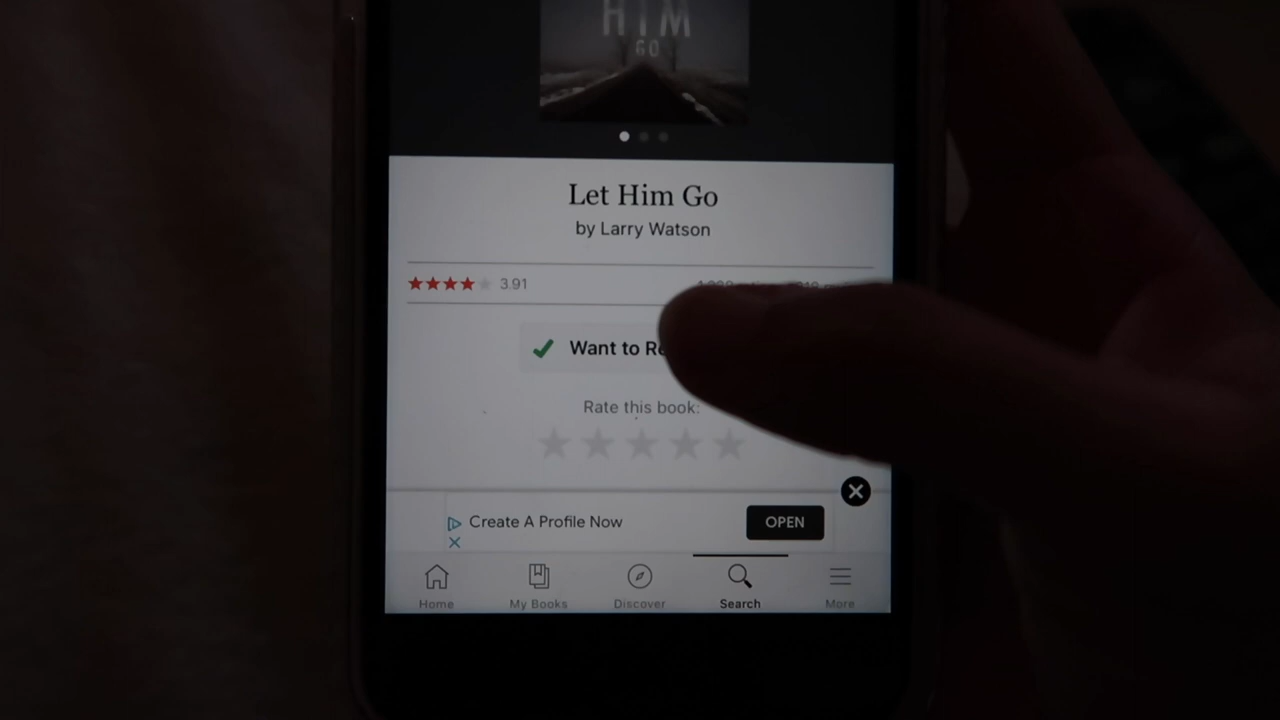 HIM
GO
Let Him Go
by Larry Watson
3.91
Want to
Rate this book:
Create A Profile Now
OPEN
Home
My Books
Discover
Search
More